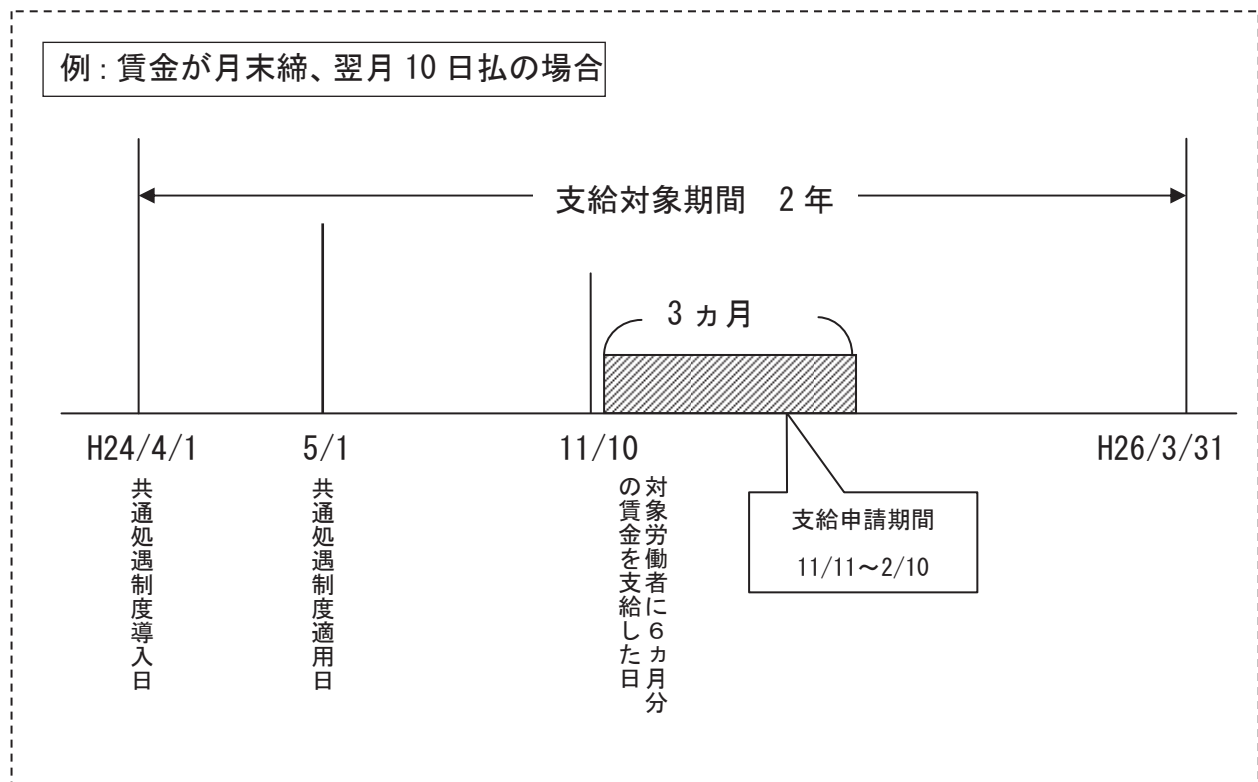 例：賃金が月末締、翌月 10 日払の場合
支給対象期間　2 年
3 ヵ月
H24/4/1
5/1
11/10
H26/3/31
共通処遇制度導入日
共通処遇制度適用日
対象労働者に６ヵ月分
の賃金を支給した日
支給申請期間
11/11～2/10